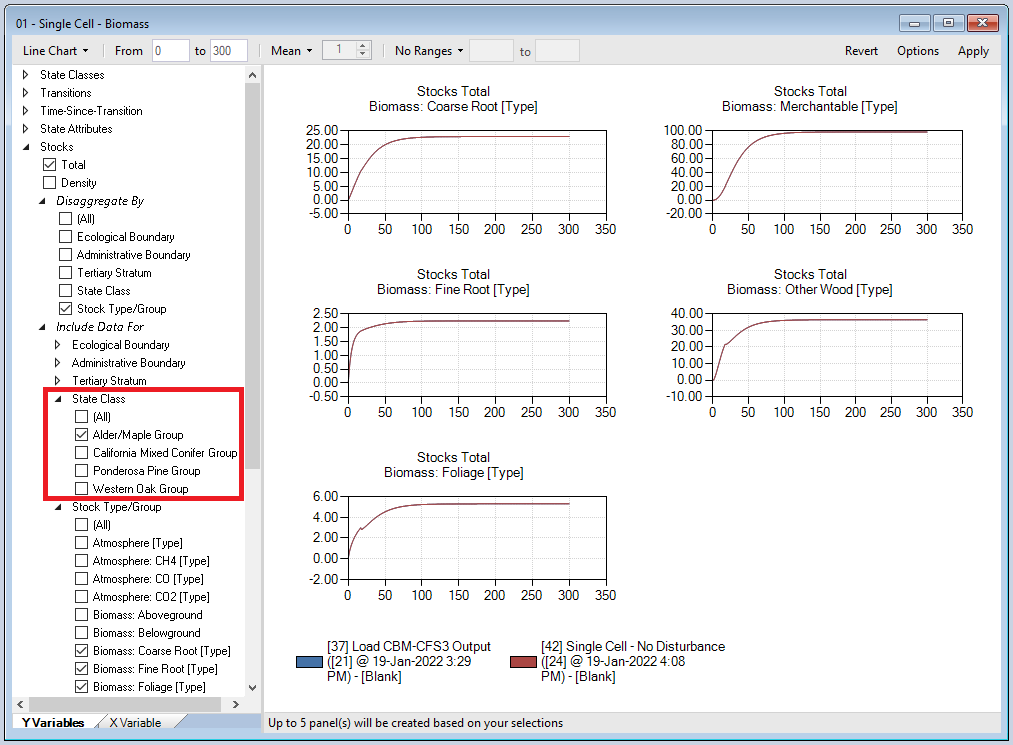 01 - Single Cell - Biomass
Line Chart From 0 to 300 Mean 1 No Ranges to Revert Options Apply
State Classes
Transitions
Time-Since-Transition
State Attributes
Stocks
Total
Density
Disaggregate By
(All)
Ecological Boundary
Administrative Boundary
Tertiary Stratum
State Class
Stock Type/Group
Include Data For
Ecological Boundary
Administrative Boundary
Tertiary Stratum
State Class
(All)
Alder/Maple Group
California Mixed Conifer Group
Ponderosa Pine Group
Western Oak Group
Stock Type/Group
(All)
Atmosphere [Type]
Atmosphere: CH4 [Type]
Atmosphere: CO [Type]
Atmosphere: CO2 [Type]
Biomass: Aboveground
Biomass: Belowground
Biomass: Coarse Root [Type]
Biomass: Fine Root [Type]
Biomass: Foliage [Type]
Y Variables X Variable
Stocks Total
Biomass: Coarse Root [Type]
25.00
20.00
15.00
10.00
5.00
0.00
-5.00
0 50 100 150 200 250 300 350
Stocks Total
Biomass: Merchantable [Type]
100.00
80.00
60.00
40.00
20.00
0.00
-20.00
0 50 100 150 200 250 300 350
Stocks Total
Biomass: Fine Root [Type]
2.50
2.00
1.50
1.00
0.50
0.00
-0.50
0 50 100 150 200 250 300 350
Stocks Total
Biomass: Other Wood [Type]
40.00
30.00
20.00
10.00
0.00
-10.00
0 50 100 150 200 250 300 350
Stocks Total
Biomass: Foliage [Type]
6.00
4.00
2.00
0.00
-2.00
0 50 100 150 200 250 300 350
[37] Load CBM-CFS3 Output
([21] @ 19-Jan-2022 3:29
PM) - [Blank]
[42] Single Cell - No Disturbance
([24] @ 19-Jan-2022 4:08
PM) - [Blank]
Up to 5 panel(s) will be created based on your selections